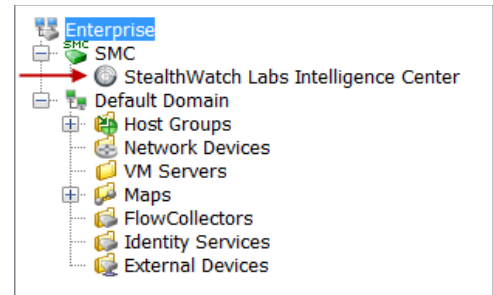 Enterprise
SMC
SMC
StealthWatch Labs Intelligence Center
Default Domain
Host Groups
Network Devices
VM Servers
Maps
FlowCollectors
Identity Services
External Devices